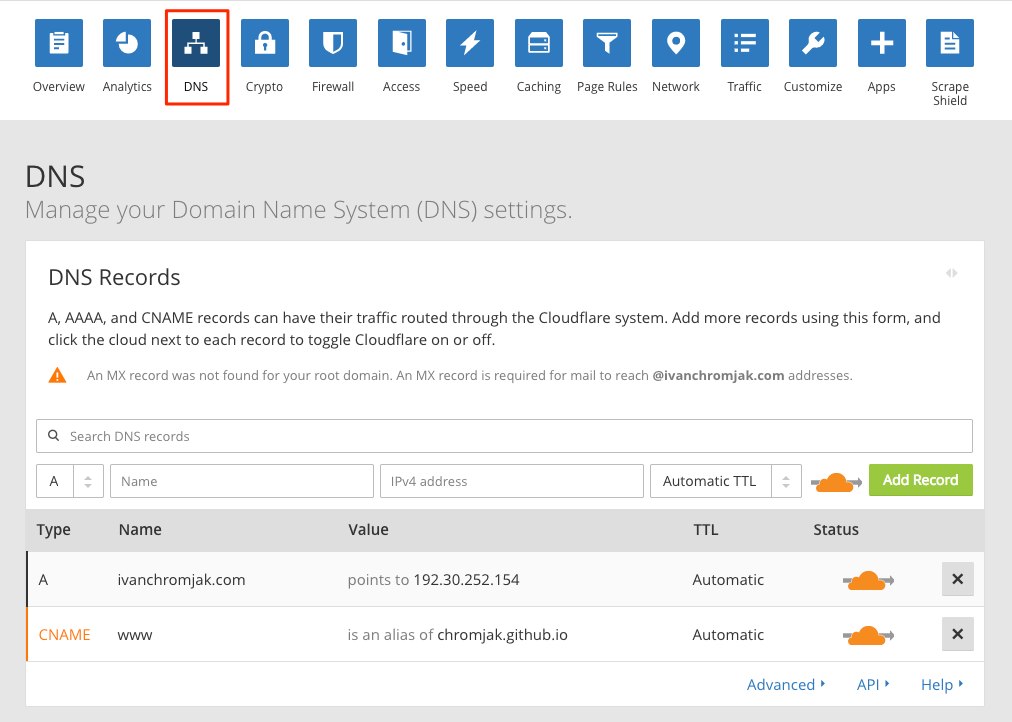 Overview Analytics DNS Crypto Firewall Access Speed Caching Page Rules Network Traffic Customize Apps Scrape Shield
DNS
Manage your Domain Name System (DNS) settings.
DNS Records
A, AAAA, and CNAME records can have their traffic routed through the Cloudflare system. Add more records using this form, and
click the cloud next to each record to toggle Cloudflare on or off.
An MX record was not found for your root domain. An MX record is required for mail to reach @ivanchromjak.com addresses.
Search DNS records
A Name IPv4 address Automatic TTL Add Record
Type Name Value TTL Status
A ivanchromjak.com points to 192.30.252.154 Automatic
CNAME www is an alias of chromjak.github.io Automatic
Advanced API Help